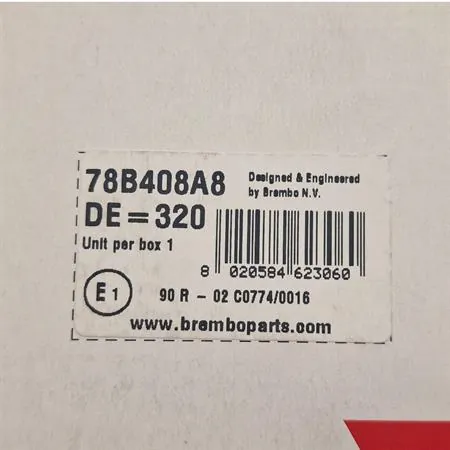 78B408A8
Designed & Engineered
by Brembo N.V.
DE=320
Unit per box 1
8 020584 623060
E1
90 R - 02 C0774/0016
www.bremboparts.com